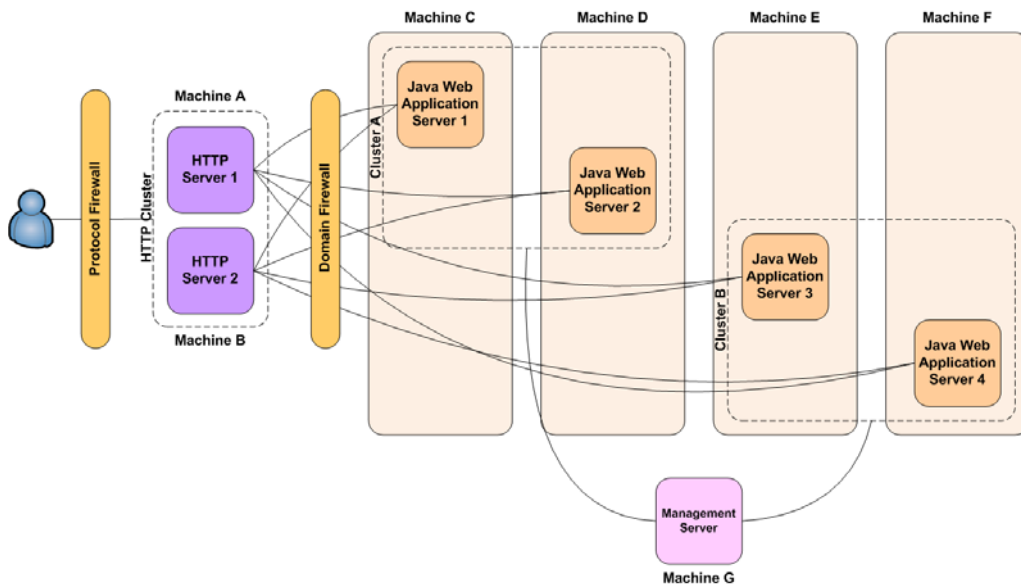 Machine C
Machine D
Machine E
Machine F
Machine A
Protocol Firewall
HTTP Cluster
HTTP
Server 1
HTTP
Server 2
Machine B
Domain Firewall
Cluster A
Java Web
Application
Server 1
Java Web
Application
Server 2
Cluster B
Java Web
Application
Server 3
Java Web
Application
Server 4
Management
Server
Machine G